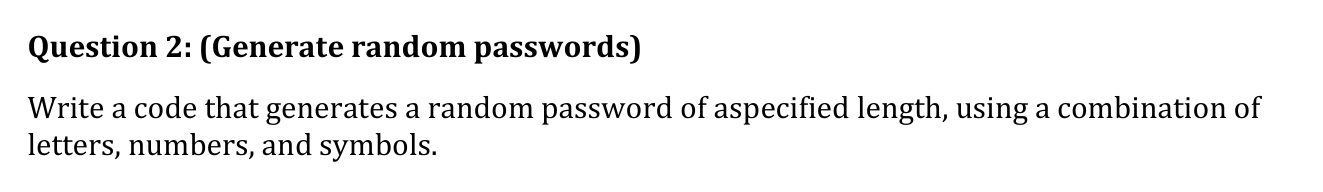 Question 2: (Generate random passwords)
Write a code that generates a random password of aspecified length, using a combination of
letters, numbers, and symbols.